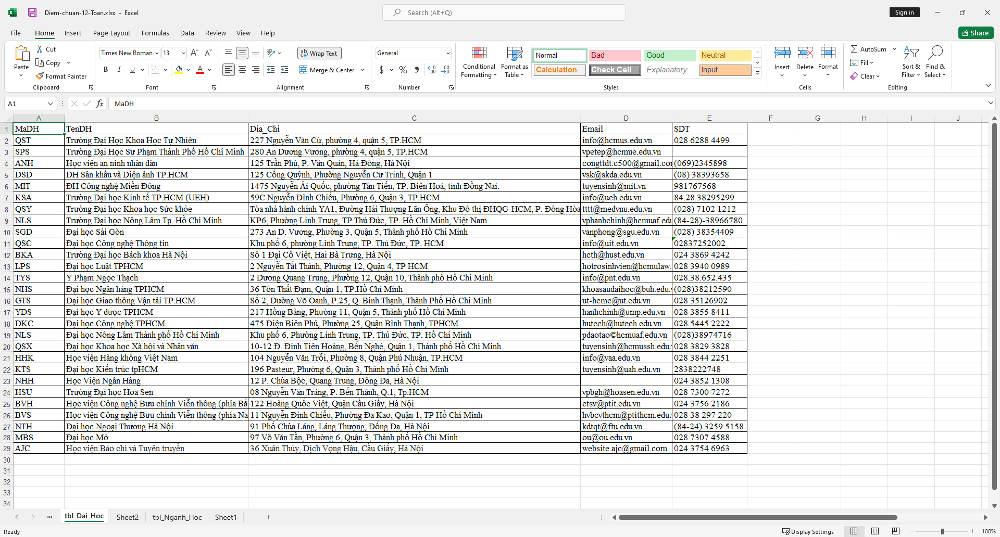 Diem-chuan-12-Toan.xlsx - Excel
Search (Alt+Q)
Sign in
File Home Insert Page Layout Formulas Data Review View Help
Share
Paste Cut Copy Format Painter
Times New Roman 13
B I U
Wrap Text
Merge & Center
General
$ % ,
Conditional Formatting
Format as Table
Normal Bad Good Neutral
Calculation Check Cell Explanatory... Input
Insert Delete Format
AutoSum Fill Clear
Sort & Filter
Find & Select
Clipboard Font Alignment Number Styles Cells Editing
A1 fx MaDH
A B C D E F G H I J
1 MaDH TenDH Dia_Chi Email SDT
2 QST Trường Đại Học Khoa Học Tự Nhiên 227 Nguyễn Văn Cừ, phường 4, quận 5, TP.HCM info@hcmus.edu.vn 028 6288 4499
3 SPS Trường Đại Học Sư Phạm Thành Phố Hồ Chí Minh 280 An Dương Vương, phường 4, quận 5, TP.HCM vpetep@hcmue.edu.vn
4 ANH Học viện an ninh nhân dân 125 Trần Phú, P. Văn Quán, Hà Đông, Hà Nội congttdt.c500@gmail.co (069)2345898
5 DSD ĐH Sân khấu và Điện ảnh TP.HCM 125 Cống Quỳnh, Phường Nguyễn Cư Trinh, Quận 1 vsk@skda.edu.vn (08) 38393658
6 MIT ĐH Công nghệ Miền Đông 1475 Nguyễn Ái Quốc, phường Tân Tiến, TP. Biên Hoà, tỉnh Đồng Nai. tuyensinh@mit.vn 981767568
7 KSA Trường Đại học Kinh tế TP.HCM (UEH) 59C Nguyễn Đình Chiểu, Phường 6, Quận 3, TP.HCM info@ueh.edu.vn 84.28.38295299
8 QSY Trường Đại học Khoa học Sức khỏe Tòa nhà hành chính YA1, Đường Hải Thượng Lãn Ông, Khu Đô thị ĐHQG-HCM, P. Đông Hòa tttt@medvnu.edu.vn (028) 7102 1212
9 NLS Trường Đại học Nông Lâm Tp. Hồ Chí Minh KP6, Phường Linh Trung, TP Thủ Đức, TP. Hồ Chí Minh, Việt Nam vphanhchinh@hcmuaf.edu (84-28)-38966780
10 SGD Đại học Sài Gòn 273 An D. Vương, Phường 3, Quận 5, Thành phố Hồ Chí Minh vanphong@sgu.edu.vn (028) 38354409
11 QSC Đại học Công nghệ Thông tin Khu phố 6, phường Linh Trung, TP. Thủ Đức, TP. HCM info@uit.edu.vn 02837252002
12 BKA Trường Đại học Bách khoa Hà Nội Số 1 Đại Cồ Việt, Hai Bà Trưng, Hà Nội hcth@hust.edu.vn 024 3869 4242
13 LPS Đại học Luật TPHCM 2 Nguyễn Tất Thành, Phường 12, Quận 4, TP HCM hotrosinhvien@hcmulaw. 028 3940 0989
14 TYS Y Phạm Ngọc Thạch 2 Dương Quang Trung, Phường 12, Quận 10, Thành phố Hồ Chí Minh info@pnt.edu.vn 028.38.652.435
15 NHS Đại học Ngân hàng TPHCM 36 Tôn Thất Đạm, Quận 1, TP.Hồ Chí Minh khoasaudaihoc@buh.edu. (028)38212590
16 GTS Đại học Giao thông Vận tải TP.HCM Số 2, Đường Võ Oanh, P.25, Q. Bình Thạnh, Thành Phố Hồ Chí Minh ut-hcmc@ut.edu.vn 028 35126902
17 YDS Đại học Y dược TPHCM 217 Hồng Bàng, Phường 11, Quận 5, Thành phố Hồ Chí Minh hanhchinh@ump.edu.vn 028 3855 8411
18 DKC Đại học Công nghệ TPHCM 475 Điện Biên Phủ, Phường 25, Quận Bình Thạnh, TPHCM hutech@hutech.edu.vn 028.5445 2222
19 NLS Đại học Nông Lâm Thành phố Hồ Chí Minh Khu phố 6, Phường Linh Trung, TP. Thủ Đức, TP. Hồ Chí Minh pdaotao©hcmuaf.edu.vn (028)38974716
20 QSX Đại học Khoa học Xã hội và Nhân văn 10-12 Đ. Đinh Tiên Hoàng, Bến Nghé, Quận 1, Thành phố Hồ Chí Minh tuyensinh@hcmussh.edu. 028 3829 3828
21 HHK Học viện Hàng không Việt Nam 104 Nguyễn Văn Trỗi, Phường 8, Quận Phú Nhuận, TP.HCM info@vaa.edu.vn 028 3844 2251
22 KTS Đại học Kiến trúc tpHCM 196 Pasteur, Phường 6, Quận 3, Thành phố Hồ Chí Minh tuyensinh@uah.edu.vn 2838222748
23 NHH Học Viện Ngân Hàng 12 P. Chùa Bộc, Quang Trung, Đống Đa, Hà Nội 024 3852 1308
24 HSU Trường Đại học Hoa Sen 08 Nguyễn Văn Tráng, P. Bến Thành, Q.1, Tp.HCM vpbgh@hoasen.edu.vn 028 7300 7272
25 BVH Học viện Công nghệ Bưu chính Viễn thông (phía Bắ 122 Hoàng Quốc Việt, Quận Cầu Giấy, Hà Nội ctsv@ptit.edu.vn 024 3756 2186
26 BVS Học viện Công nghệ Bưu chính Viễn thông (phía Na 11 Nguyễn Đình Chiểu, Phường Đa Kao, Quận 1, TP Hồ Chí Minh hvbcvthcm@ptithcm.edu. 028 38 297 220
27 NTH Đại học Ngoại Thương Hà Nội 91 Phố Chùa Láng, Láng Thượng, Đống Đa, Hà Nội kdtqt@ftu.edu.vn (84-24) 3259 5158
28 MBS Đại học Mở 97 Võ Văn Tần, Phường 6, Quận 3, Thành phố Hồ Chí Minh ou@ou.edu.vn 028 7307 4588
29 AJC Học viện Báo chí và Tuyên truyền 36 Xuân Thủy, Dịch Vọng Hậu, Cầu Giấy, Hà Nội website.ajc@gmail.com 024 3754 6963
30
31
32
33
34
... tbl_Dai_Hoc Sheet2 tbl_Nganh_Hoc Sheet1 +
Ready Display Settings 100%